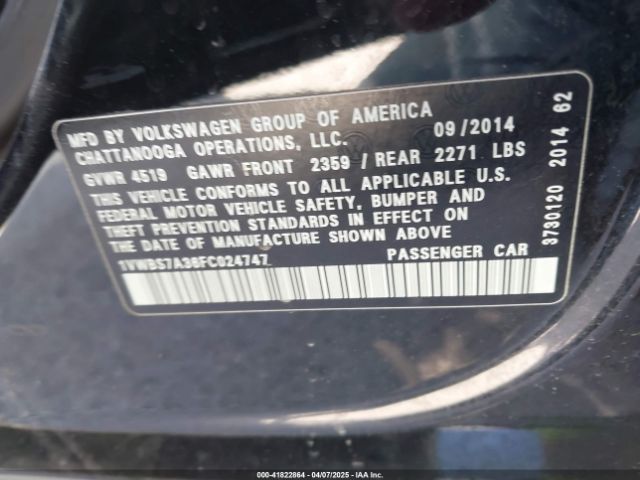 MFD BY VOLKSWAGEN GROUP OF AMERICA
CHATTANOOGA OPERATIONS, LLC. 09/2014
GVWR 4519 GAWR FRONT 2359 / REAR 2271 LBS
THIS VEHICLE CONFORMS TO ALL APPLICABLE U.S.
FEDERAL MOTOR VEHICLE SAFETY, BUMPER AND
THEFT PREVENTION STANDARDS IN EFFECT ON
THE DATE OF MANUFACTURE SHOWN ABOVE
1VWBS7A36FC024747 PASSENGER CAR
3730120 2014 62
000-41822864 | 04/07/2025 - IAA Inc.